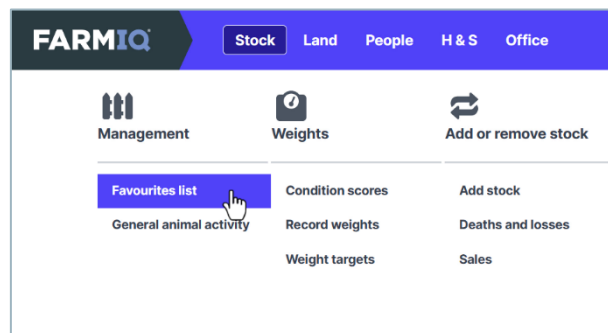 FARMIQ Stock Land People H & S Office
Management Weights Add or remove stock
Favourites list Condition scores Add stock
General animal activity Record weights Deaths and losses
Weight targets Sales